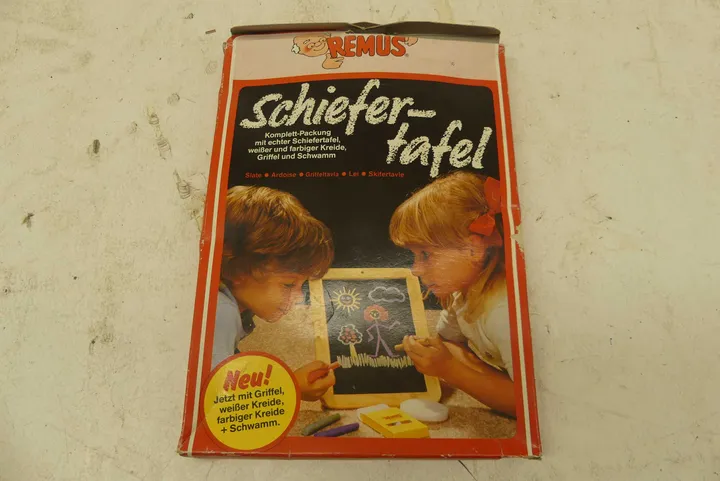 REMUS
Schiefer-
tafel
Komplett-Packung
mit echter Schiefertafel,
weißer und farbiger Kreide,
Griffel und Schwamm
Slate • Ardoise • Griffeltavla • Lei • Skifertavle
Neu!
Jetzt mit Griffel,
weißer Kreide,
farbiger Kreide
+ Schwamm.